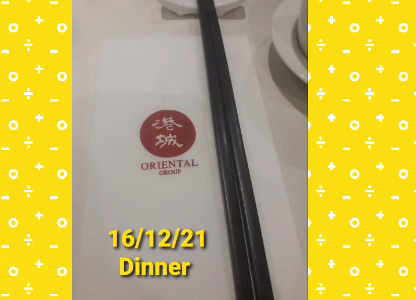 港
城
ORIENTAL
GROUP
16/12/21
Dinner